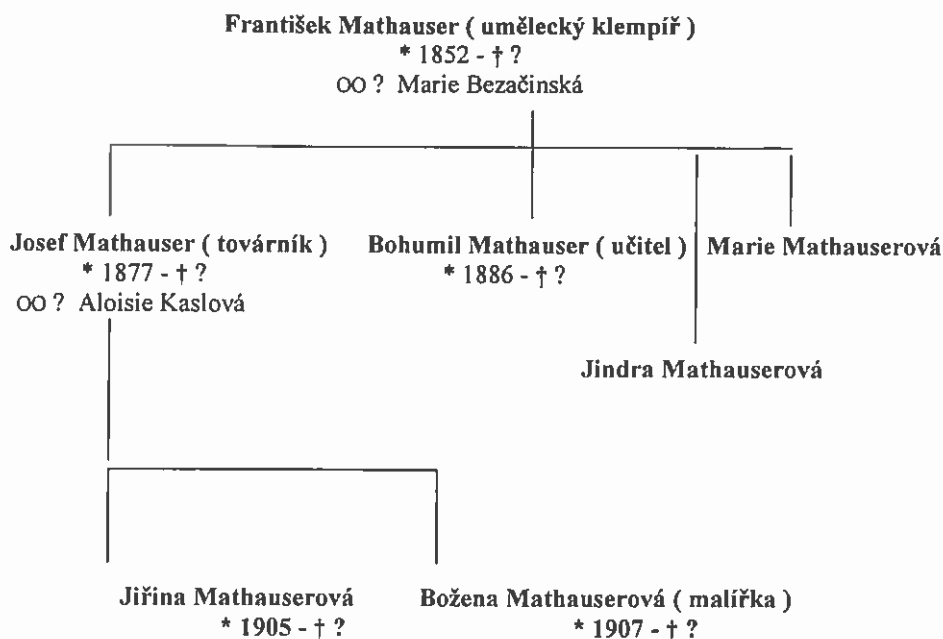 František Mathauser ( umělecký klempíř )
* 1852 - † ?
OO ? Marie Bezačinská
Josef Mathauser ( továrník )
* 1877 - † ?
OO ? Aloisie Kaslová
Bohumil Mathauser ( učitel )
* 1886 - † ?
Marie Mathauserová
Jindra Mathauserová
Jiřina Mathauserová
* 1905 - † ?
Božena Mathauserová ( malířka )
* 1907 - † ?